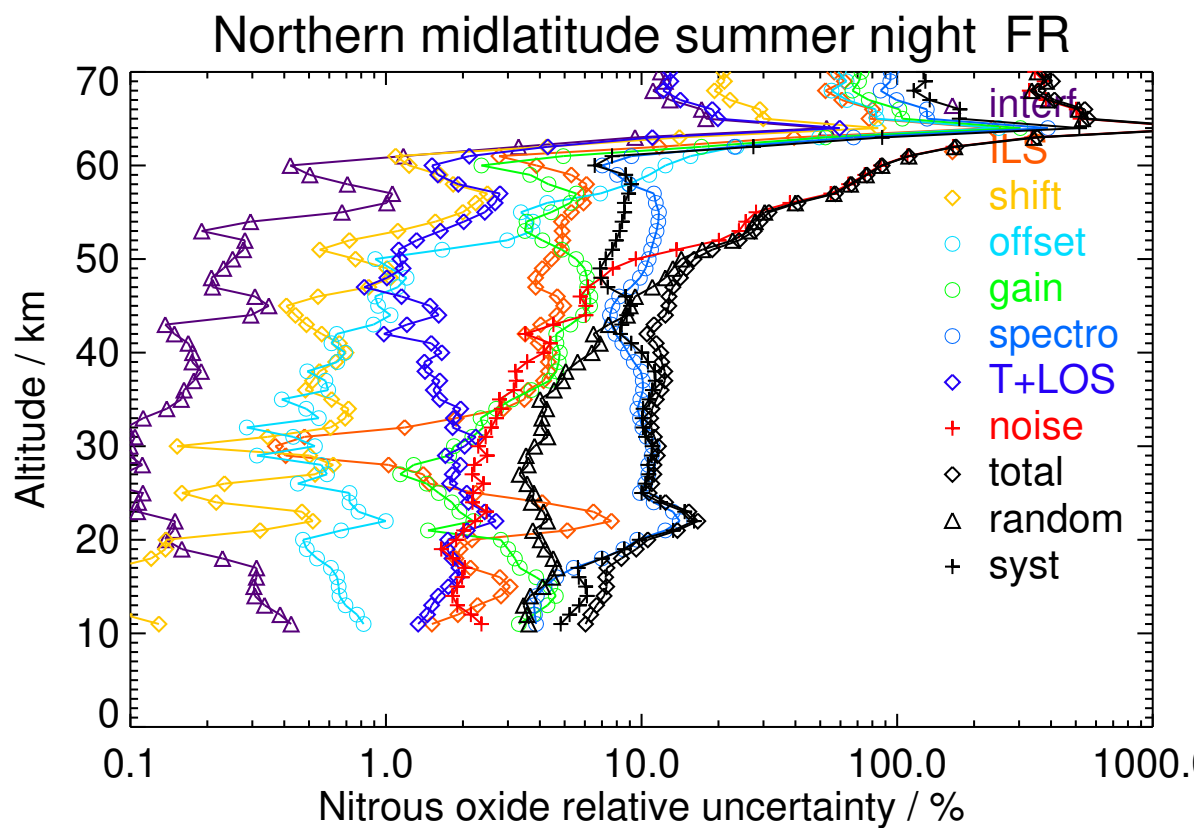 Northern midlatitude summer night FR
70
60
50
40
30
20
10
0
Altitude / km
interf
ILS
shift
offset
gain
spectro
T+LOS
noise
total
random
syst
0.1 1.0 10.0 100.0 1000.0
Nitrous oxide relative uncertainty / %